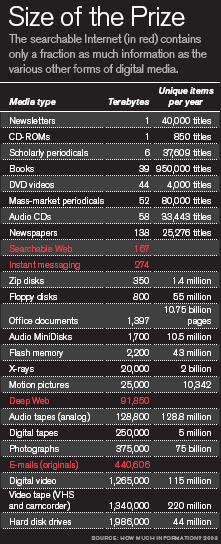 Size of the Prize
The searchable Internet (in red) contains
only a fraction as much information as the
various other forms of digital media.
Media type Terabytes Unique items per year
Newsletters 1 40,000 titles
CD-ROMs 1 850 titles
Scholarly periodicals 6 37,609 titles
Books 39 950,000 titles
DVD videos 44 4,000 titles
Mass-market periodicals 52 80,000 titles
Audio CDs 58 33,443 titles
Newspapers 138 25,276 titles
Searchable Web 167
Instant messaging 274
Zip disks 350 1.4 million
Floppy disks 800 55 million
Office documents 1,397 10.75 billion pages
Audio MiniDisks 1,700 10.5 million
Flash memory 2,200 43 million
X-rays 20,000 2 billion
Motion pictures 25,000 10,342
Deep Web 91,850
Audio tapes (analog) 128,800 128.8 million
Digital tapes 250,000 5 million
Photographs 375,000 75 billion
E-mails (originals) 440,606
Digital video 1,265,000 115 million
Video tape (VHS
and camcorder) 1,340,000 220 million
Hard disk drives 1,986,000 44 million
SOURCE: HOW MUCH INFORMATION? 2003